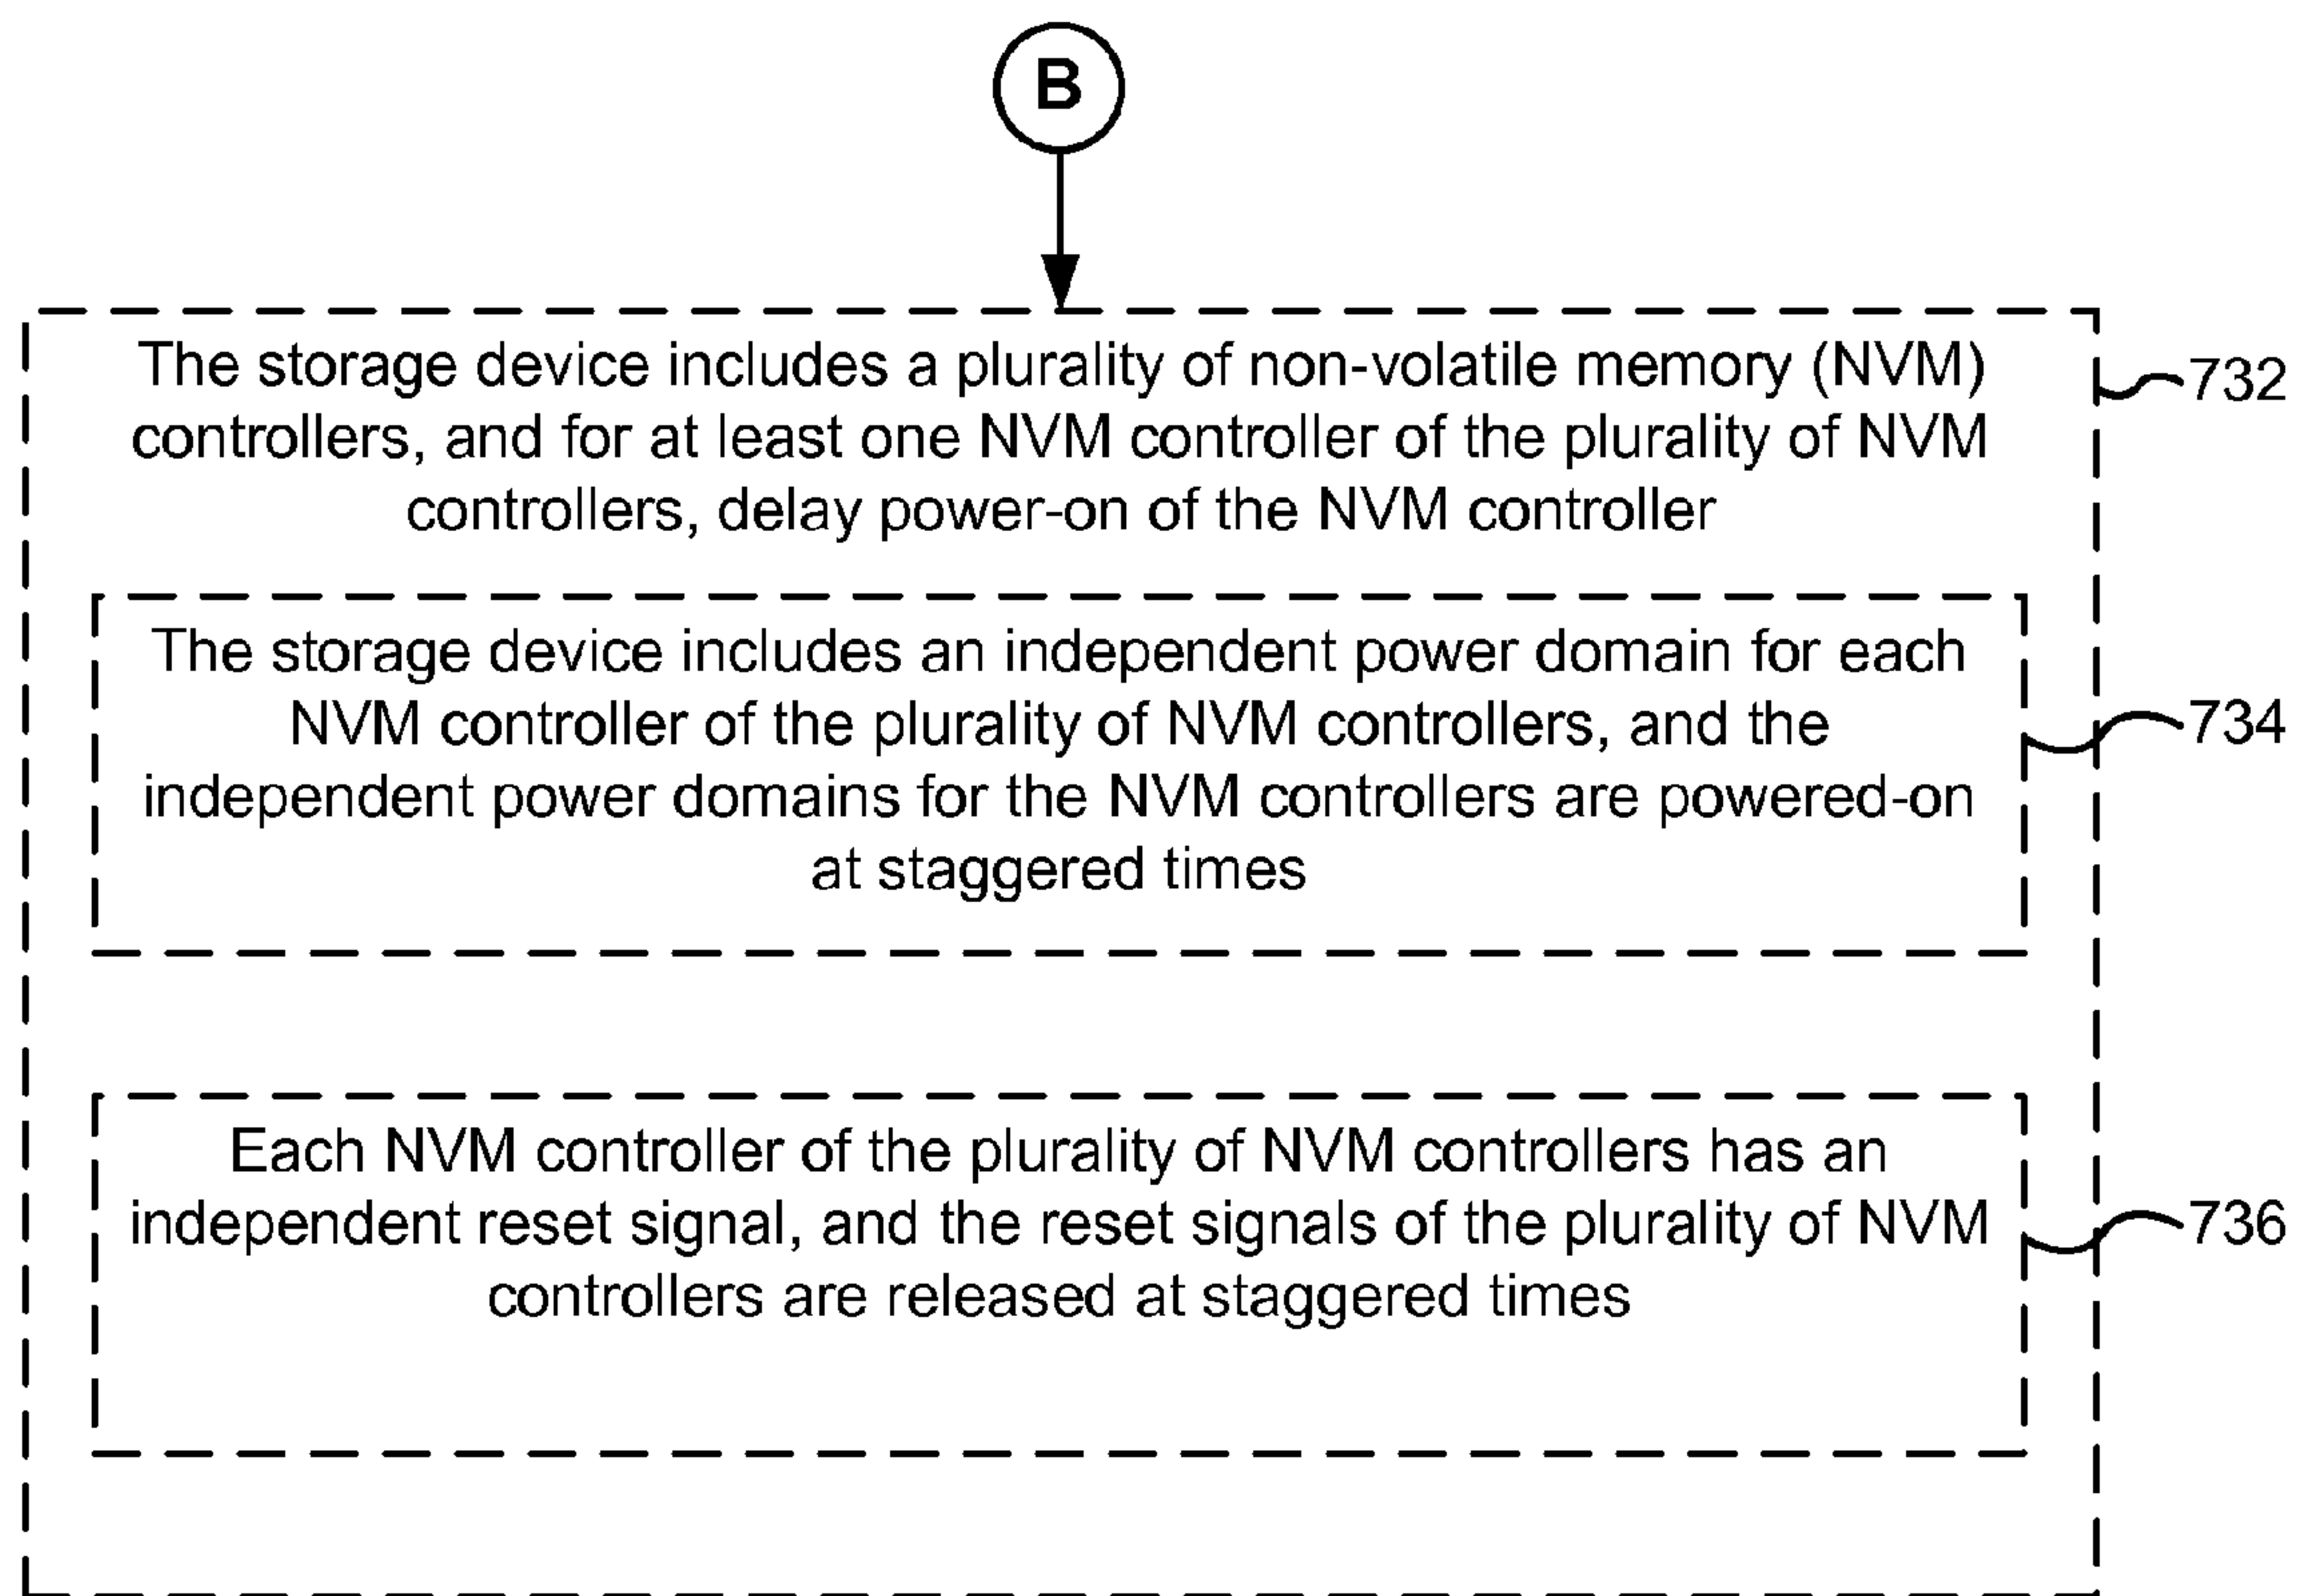 B
The storage device includes a plurality of non-volatile memory (NVM)
controllers, and for at least one NVM controller of the plurality of NVM
controllers, delay power-on of the NVM controller
732
The storage device includes an independent power domain for each
NVM controller of the plurality of NVM controllers, and the
independent power domains for the NVM controllers are powered-on
at staggered times
734
Each NVM controller of the plurality of NVM controllers has an
independent reset signal, and the reset signals of the plurality of NVM
controllers are released at staggered times
736